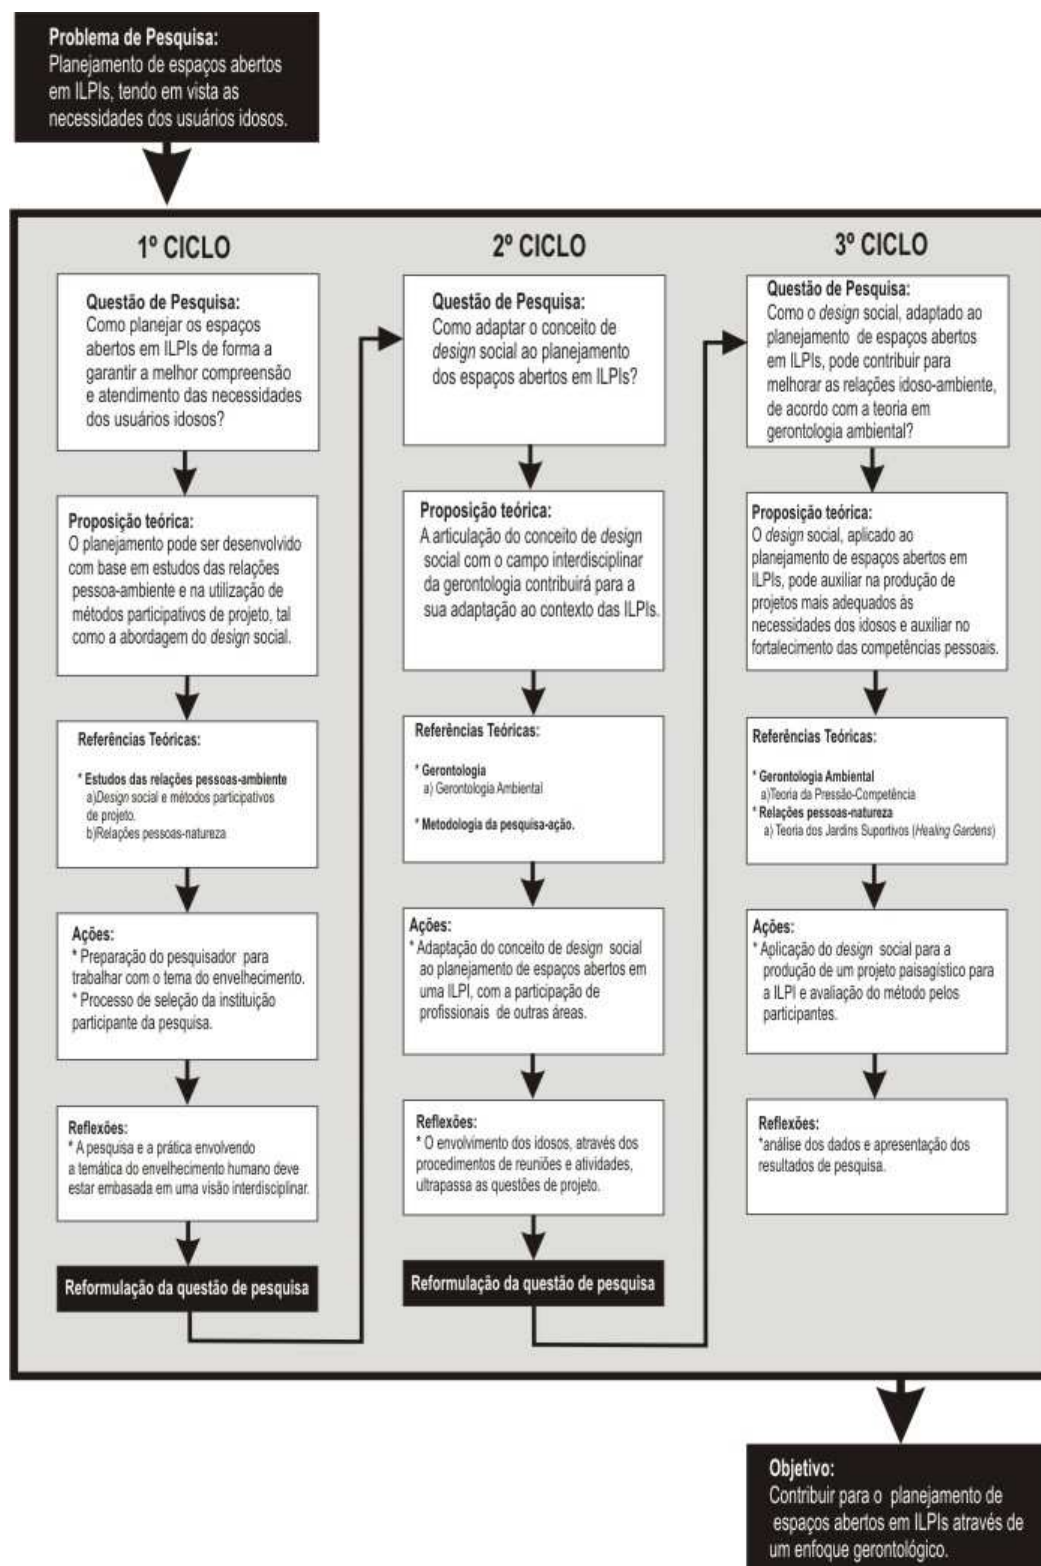 Problema de Pesquisa:
Planejamento de espaços abertos
em ILPIs, tendo em vista as
necessidades dos usuários idosos.
1º CICLO
Questão de Pesquisa:
Como planejar os espaços
abertos em ILPIs de forma a
garantir a melhor compreensão
e atendimento das necessidades
dos usuários idosos?
Proposição teórica:
O planejamento pode ser desenvolvido
com base em estudos das relações
pessoa-ambiente e na utilização de
métodos participativos de projeto, tal
como a abordagem do design social.
Referências Teóricas:
* Estudos das relações pessoas-ambiente
a)Design social e métodos participativos
de projeto.
b)Relações pessoas-natureza
Ações:
* Preparação do pesquisador para
trabalhar com o tema do envelhecimento.
* Processo de seleção da instituição
participante da pesquisa.
Reflexões:
* A pesquisa e a prática envolvendo
a temática do envelhecimento humano deve
estar embasada em uma visão interdisciplinar.
Reformulação da questão de pesquisa
2º CICLO
Questão de Pesquisa:
Como adaptar o conceito de
design social ao planejamento
dos espaços abertos em ILPIs?
Proposição teórica:
A articulação do conceito de design
social com o campo interdisciplinar
da gerontologia contribuirá para a
sua adaptação ao contexto das ILPIs.
Referências Teóricas:
* Gerontologia
a) Gerontologia Ambiental
* Metodologia da pesquisa-ação.
Ações:
* Adaptação do conceito de design social
ao planejamento de espaços abertos em
uma ILPI, com a participação de
profissionais de outras áreas.
Reflexões:
* O envolvimento dos idosos, através dos
procedimentos de reuniões e atividades,
ultrapassa as questões de projeto.
Reformulação da questão de pesquisa
3º CICLO
Questão de Pesquisa:
Como o design social, adaptado ao
planejamento de espaços abertos
em ILPIs, pode contribuir para
melhorar as relações idoso-ambiente,
de acordo com a teoria em
gerontologia ambiental?
Proposição teórica:
O design social, aplicado ao
planejamento de espaços abertos em
ILPIs, pode auxiliar na produção de
projetos mais adequados às
necessidades dos idosos e auxiliar no
fortalecimento das competências pessoais.
Referências Teóricas:
* Gerontologia Ambiental
a)Teoria da Pressão-Competência
* Relações pessoas-natureza
a) Teoria dos Jardins Suportivos (Healing Gardens)
Ações:
* Aplicação do design social para a
produção de um projeto paisagístico para
a ILPI e avaliação do método pelos
participantes.
Reflexões:
*análise dos dados e apresentação dos
resultados de pesquisa.
Objetivo:
Contribuir para o planejamento de
espaços abertos em ILPIs através de
um enfoque gerontológico.